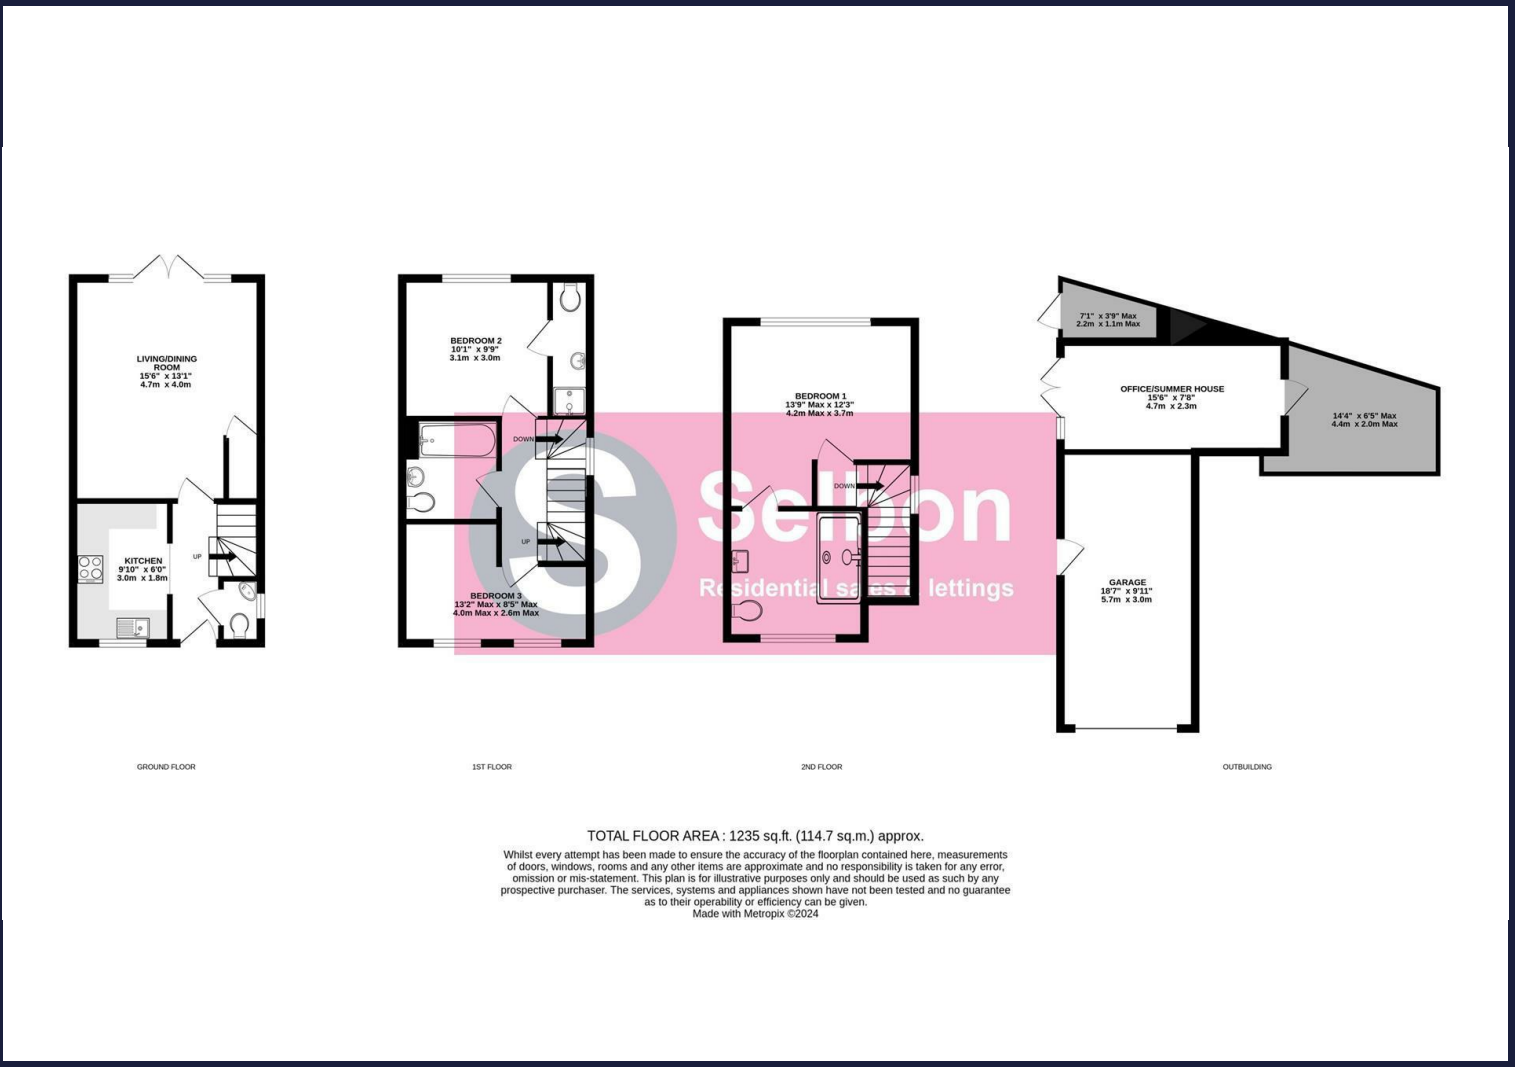 LIVING/DINING
ROOM
15'6" x 13'1"
4.7m x 4.0m
KITCHEN
9'10" x 6'0"
3.0m x 1.8m
UP
GROUND FLOOR
BEDROOM 2
10'1" x 9'9"
3.1m x 3.0m
DOWN
UP
BEDROOM 3
13'2" Max x 8'5" Max
4.0m Max x 2.6m Max
1ST FLOOR
BEDROOM 1
13'9" Max x 12'3"
4.2m Max x 3.7m
DOWN
2ND FLOOR
S
Selbon
Residential sales & lettings
7'1" x 3'9" Max
2.2m x 1.1m Max
OFFICE/SUMMER HOUSE
15'6" x 7'8"
4.7m x 2.3m
14'4" x 6'5" Max
4.4m x 2.0m Max
GARAGE
18'7" x 9'11"
5.7m x 3.0m
OUTBUILDING
TOTAL FLOOR AREA : 1235 sq.ft. (114.7 sq.m.) approx.
Whilst every attempt has been made to ensure the accuracy of the floorplan contained here, measurements
of doors, windows, rooms and any other items are approximate and no responsibility is taken for any error,
omission or mis-statement. This plan is for illustrative purposes only and should be used as such by any
prospective purchaser. The services, systems and appliances shown have not been tested and no guarantee
as to their operability or efficiency can be given.
Made with Metropix ©2024